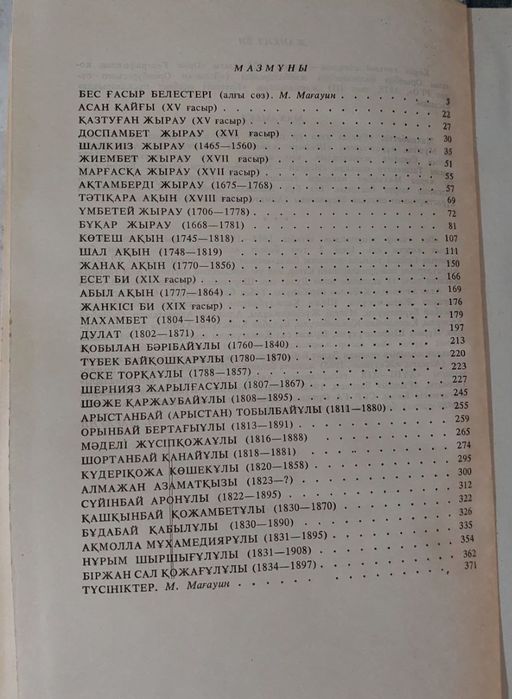 МАЗМҰНЫ
БЕС ҒАСЫР БЕЛЕСТЕРІ (алғы сөз). М. Мағауин . . . . . . 3
АСАН ҚАЙҒЫ (XV ғасыр) . . . . . . 22
ҚАЗТУҒАН ЖЫРАУ (XV ғасыр) . . . . . . 27
ДОСПАМБЕТ ЖЫРАУ (XVI ғасыр) . . . . . . 30
ШАЛКИІЗ ЖЫРАУ (1465—1560) . . . . . . 35
ЖИЕМБЕТ ЖЫРАУ (XVII ғасыр) . . . . . . 51
МАРҒАСҚА ЖЫРАУ (XVII ғасыр) . . . . . . 55
АҚТАМБЕРДІ ЖЫРАУ (1675—1768) . . . . . . 57
ТӘТІҚАРА АҚЫН (XVIII ғасыр) . . . . . . 69
ҮМБЕТЕЙ ЖЫРАУ (1706—1778) . . . . . . 72
БҰҚАР ЖЫРАУ (1668—1781) . . . . . . 81
КӨТЕШ АҚЫН (1745—1818) . . . . . . 107
ШАЛ АҚЫН (1748—1819) . . . . . . 111
ЖАНАҚ АҚЫН (1770—1856) . . . . . . 150
ЕСЕТ БИ (XIX ғасыр) . . . . . . 166
АБЫЛ АҚЫН (1777—1864) . . . . . . 169
ЖАНКІСІ БИ (XIX ғасыр) . . . . . . 176
МАХАМБЕТ (1804—1846) . . . . . . 179
ДУЛАТ (1802—1871) . . . . . . 197
ҚОБЫЛАН БӘРІБАЙҰЛЫ (1760—1840) . . . . . . 213
ТҮБЕК БАЙҚОШҚАРҰЛЫ (1780—1870) . . . . . . 220
ӨСКЕ ТОРҚАҰЛЫ (1788—1857) . . . . . . 223
ШЕРНИЯЗ ЖАРЫЛҒАСҰЛЫ (1807—1867) . . . . . . 227
ШӨЖЕ ҚАРЖАУБАЙҰЛЫ (1808—1895) . . . . . . 245
АРЫСТАНБАЙ (АРЫСТАН) ТОБЫЛБАЙҰЛЫ (1811—1880) . . . . . . 255
ОРЫНБАЙ БЕРТАҒЫҰЛЫ (1813—1891) . . . . . . 259
МӘДЕЛІ ЖҮСІПҚОЖАҰЛЫ (1816—1888) . . . . . . 265
ШОРТАНБАЙ ҚАНАЙҰЛЫ (1818—1881) . . . . . . 274
КҮДЕРІҚОЖА КӨШЕКҰЛЫ (1820—1858) . . . . . . 295
АЛМАЖАН АЗАМАТҚЫЗЫ (1823—?) . . . . . . 300
СҮЙІНБАЙ АРОНҰЛЫ (1822—1895) . . . . . . 312
ҚАШҚЫНБАЙ ҚОЖАМБЕТҰЛЫ (1830—1870) . . . . . . 322
БУДАБАЙ ҚАБЫЛҰЛЫ (1830—1890) . . . . . . 326
АҚМОЛЛА МҰХАМЕДИЯРҰЛЫ (1831—1895) . . . . . . 335
НҰРЫМ ШЫРШЫҒҰЛҰЛЫ (1831—1908) . . . . . . 354
БІРЖАН САЛ ҚОЖАҒҰЛҰЛЫ (1834—1897) . . . . . . 362
ТҮСІНІКТЕР. М. Мағауин . . . . . . 371